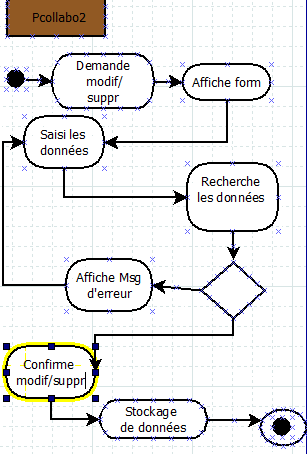 Pcollabo2
Demande
modif/
suppr
Affiche form
Saisi les
données
Recherche
les données
Affiche Msg
d'erreur
Confirme
modif/suppr
Stockage
de données